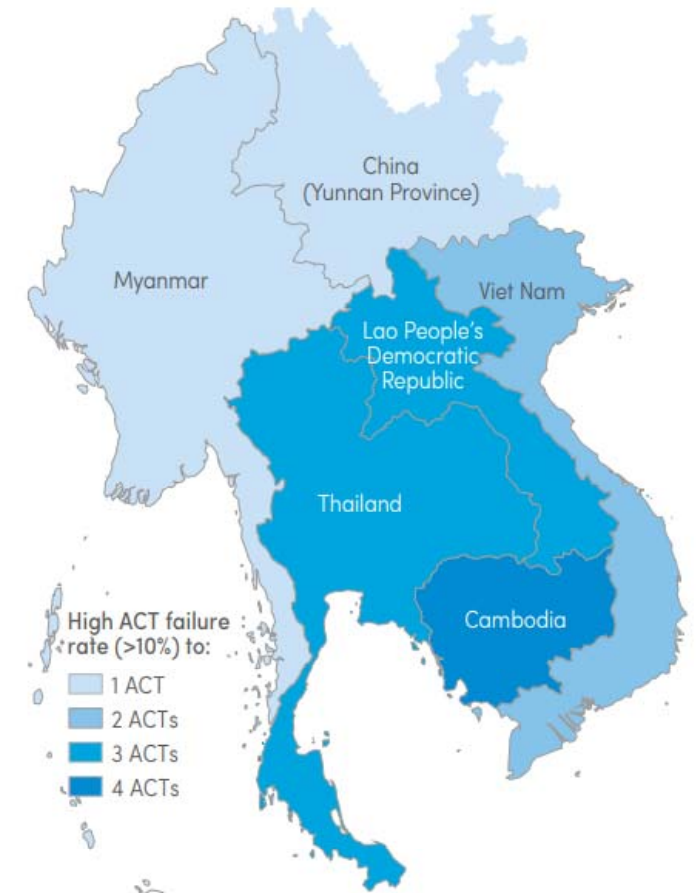 China
(Yunnan Province)
Myanmar
Viet Nam
Lao People's
Democratic
Republic
Thailand
Cambodia
High ACT failure
rate (>10%) to:
1 ACT
2 ACTs
3 ACTs
4 ACTs